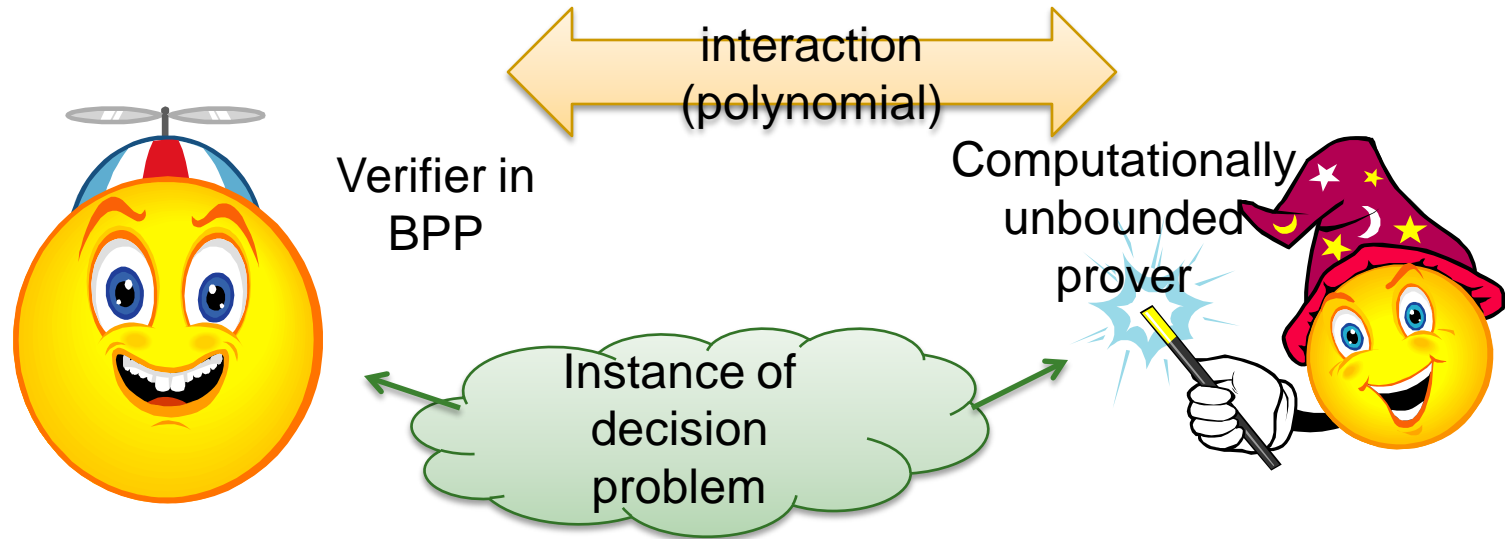 interaction
(polynomial)
Verifier in
BPP
Computationally
unbounded
prover
Instance of
decision
problem